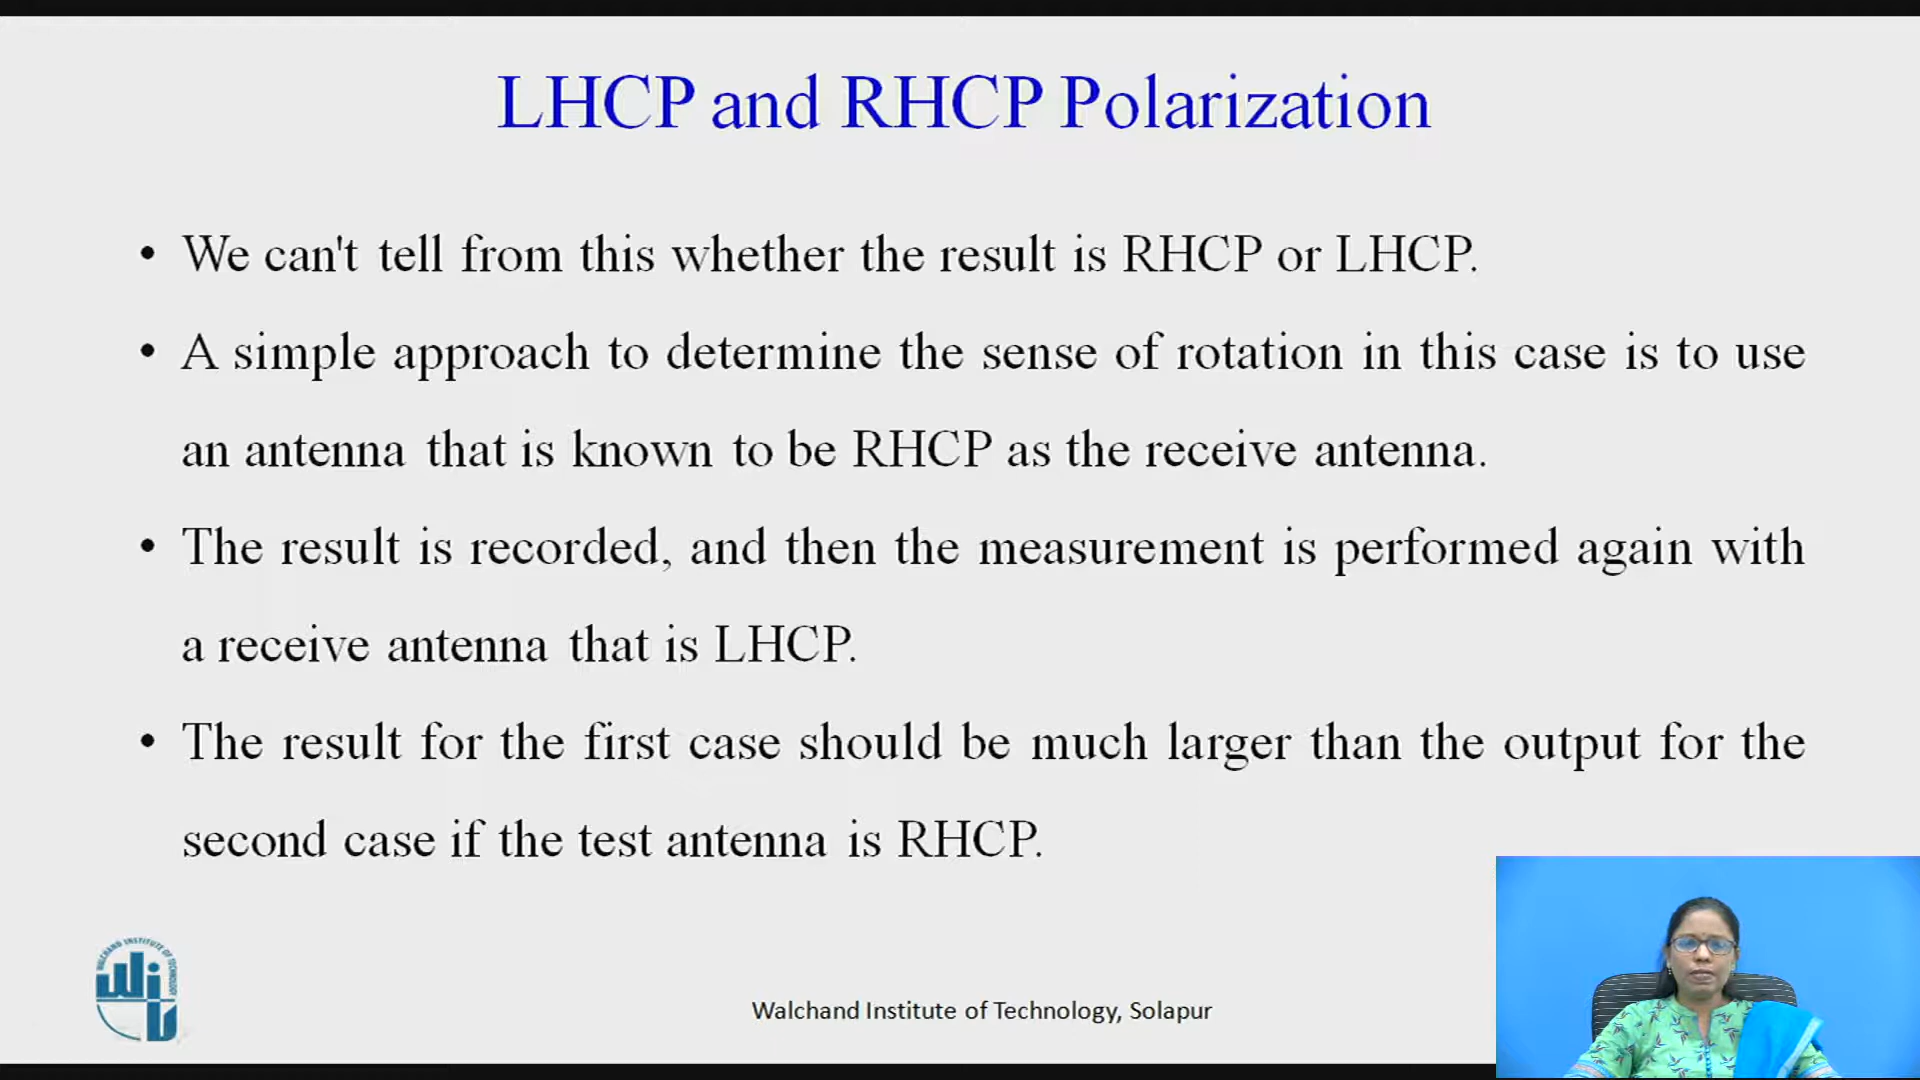 LHCP and RHCP Polarization
• We can't tell from this whether the result is RHCP or LHCP.
• A simple approach to determine the sense of rotation in this case is to use
an antenna that is known to be RHCP as the receive antenna.
• The result is recorded, and then the measurement is performed again with
a receive antenna that is LHCP.
• The result for the first case should be much larger than the output for the
second case if the test antenna is RHCP.
WALCHAND INSTITUTE OF TECHNOLOGY
Walchand Institute of Technology, Solapur